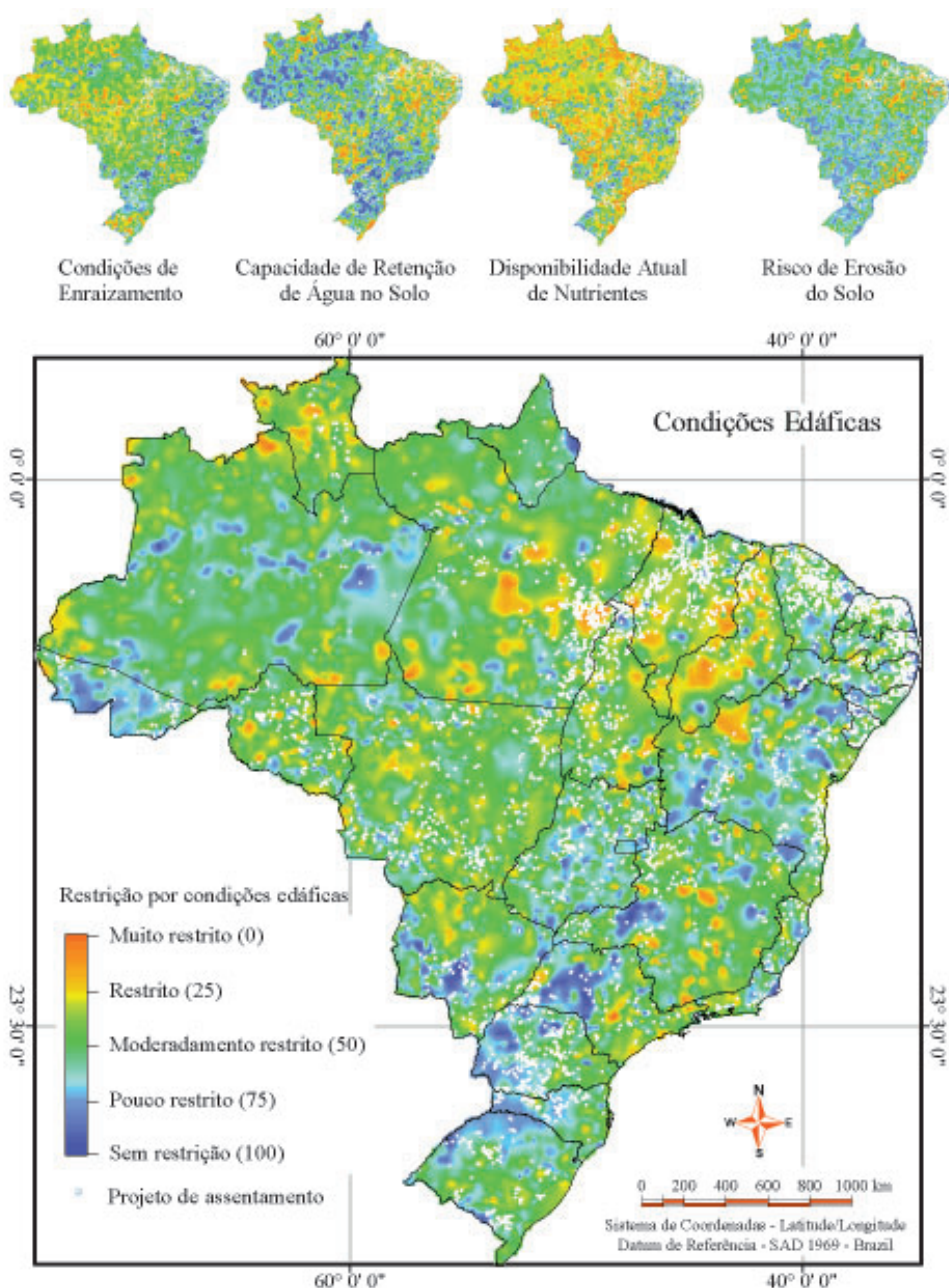 Condições de
Enraizamento
Capacidade de Retenção
de Água no Solo
Disponibilidade Atual
de Nutrientes
Risco de Erosão
do Solo
60° 0' 0"
40° 0' 0"
Condições Edáficas
0° 0' 0"
0° 0' 0"
Restrição por condições edáficas
Muito restrito (0)
Restrito (25)
Moderadamento restrito (50)
Pouco restrito (75)
Sem restrição (100)
Projeto de assentamento
23° 30' 0"
23° 30' 0"
N
W E
S
0 200 400 600 800 1000 km
Sistema de Coordenadas - Latitude/Longitude
Datum de Referência - SAD 1969 - Brazil
60° 0' 0"
40° 0' 0"